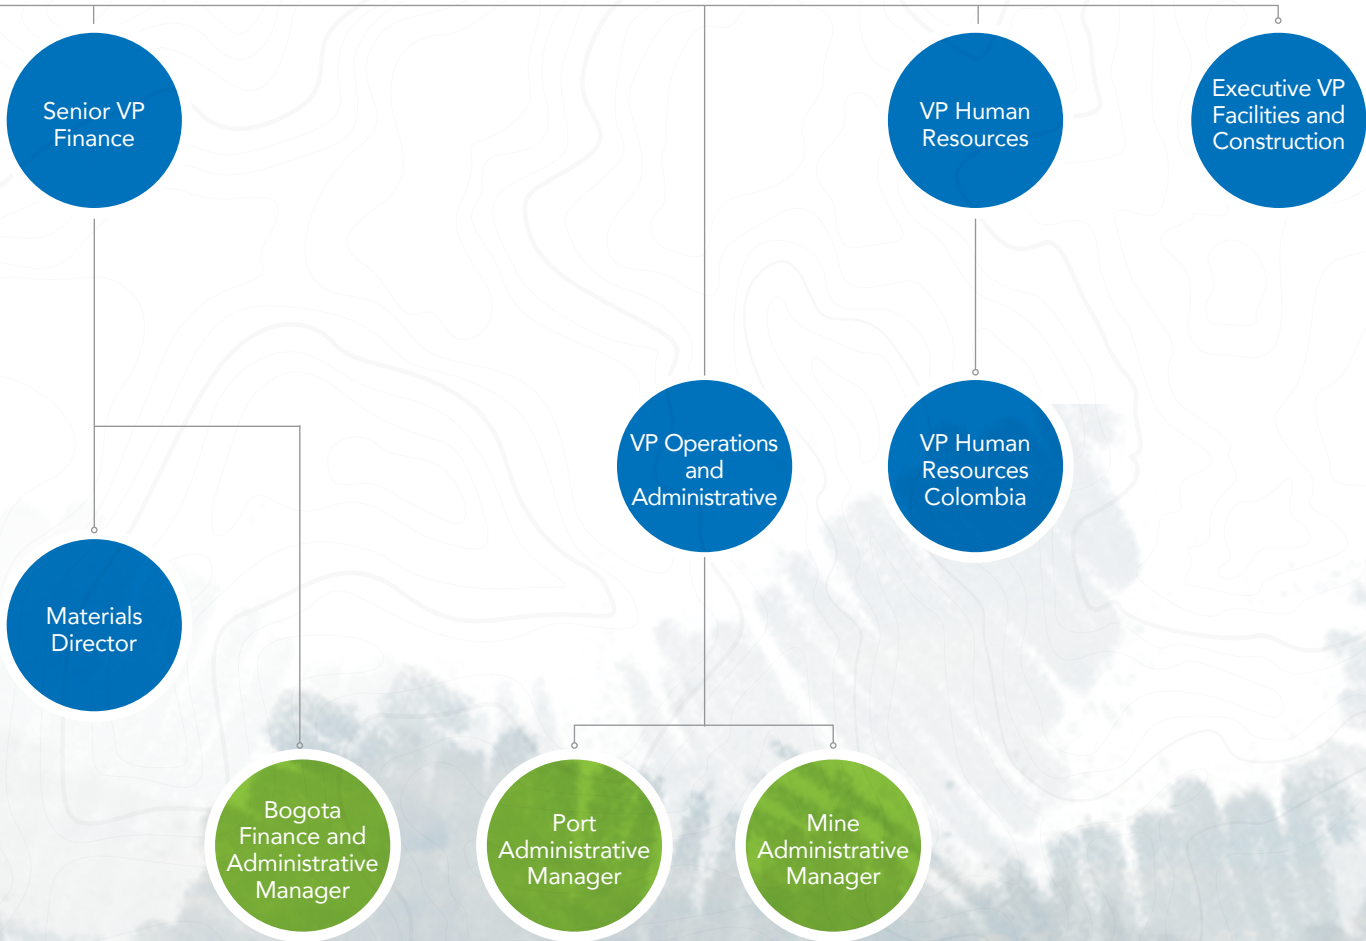 Senior VP
Finance
VP Human
Resources
Executive VP
Facilities and
Construction
VP Operations
and
Administrative
VP Human
Resources
Colombia
Materials
Director
Bogota
Finance and
Administrative
Manager
Port
Administrative
Manager
Mine
Administrative
Manager